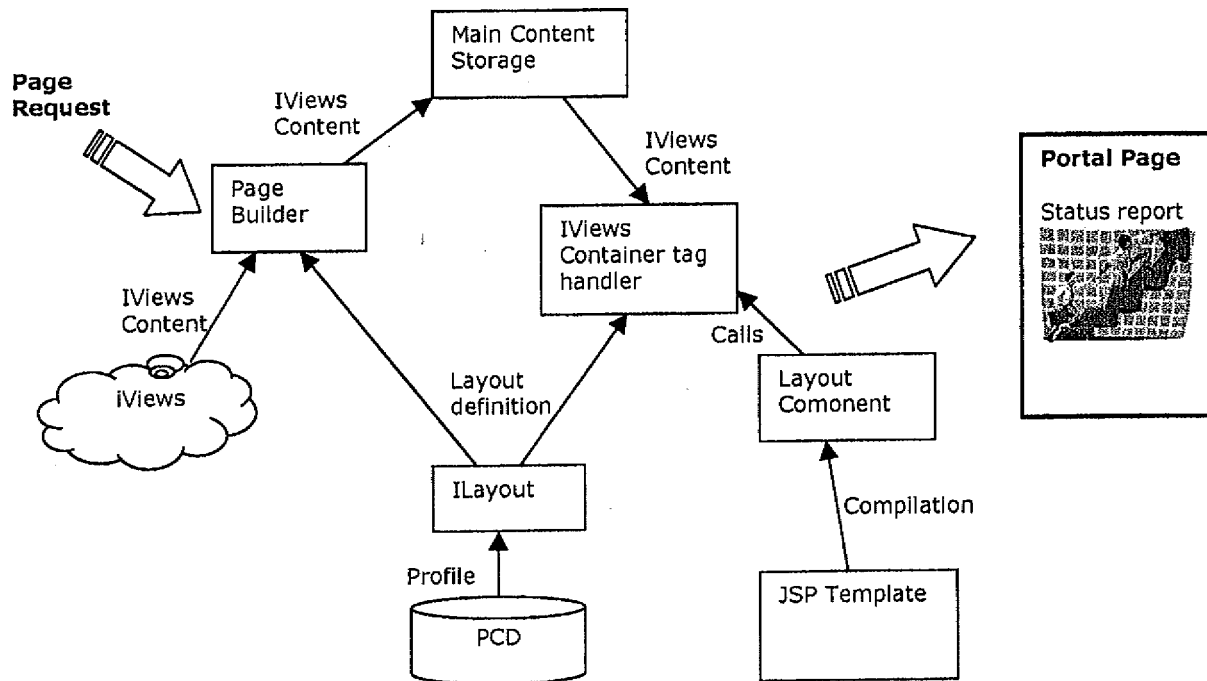 Main Content
Storage
Page
Request
IViews
Content
IViews
Content
Portal Page
Status report
Page
Builder
IViews
Container tag
handler
IViews
Content
iViews
Calls
Layout
definition
Layout
Comonent
ILayout
Compilation
Profile
JSP Template
PCD